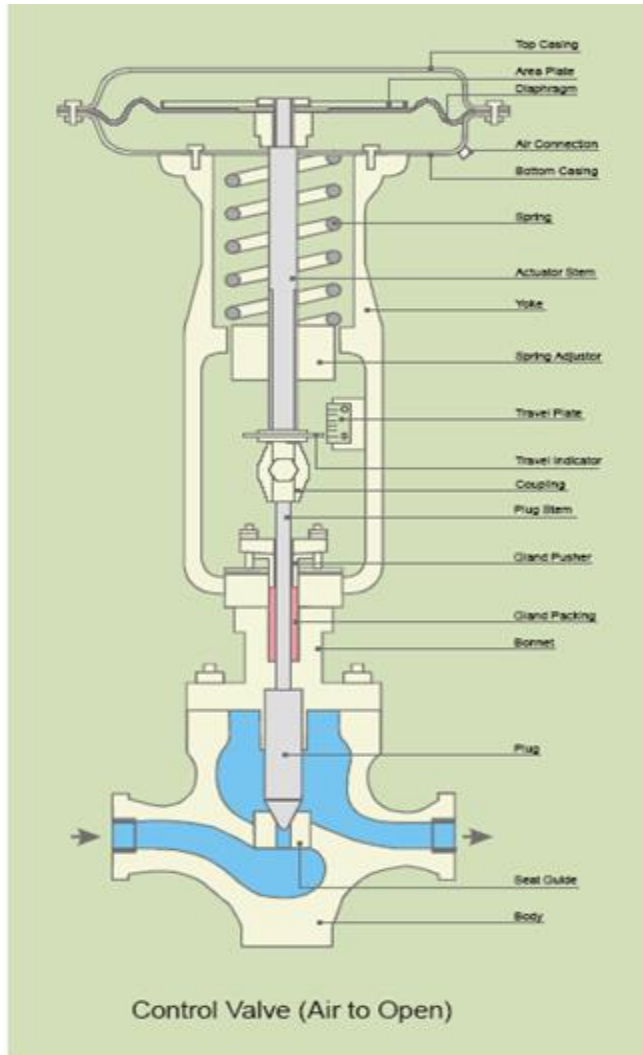 Top Casing
Area Plate
Diaphragm
Air Connection
Bottom Casing
Spring
Actuator Stem
Yoke
Spring Adjustor
Travel Plate
Travel Indicator
Coupling
Plug Stem
Gland Pusher
Gland Packing
Bonnet
Plug
Seat Guide
Body
Control Valve (Air to Open)